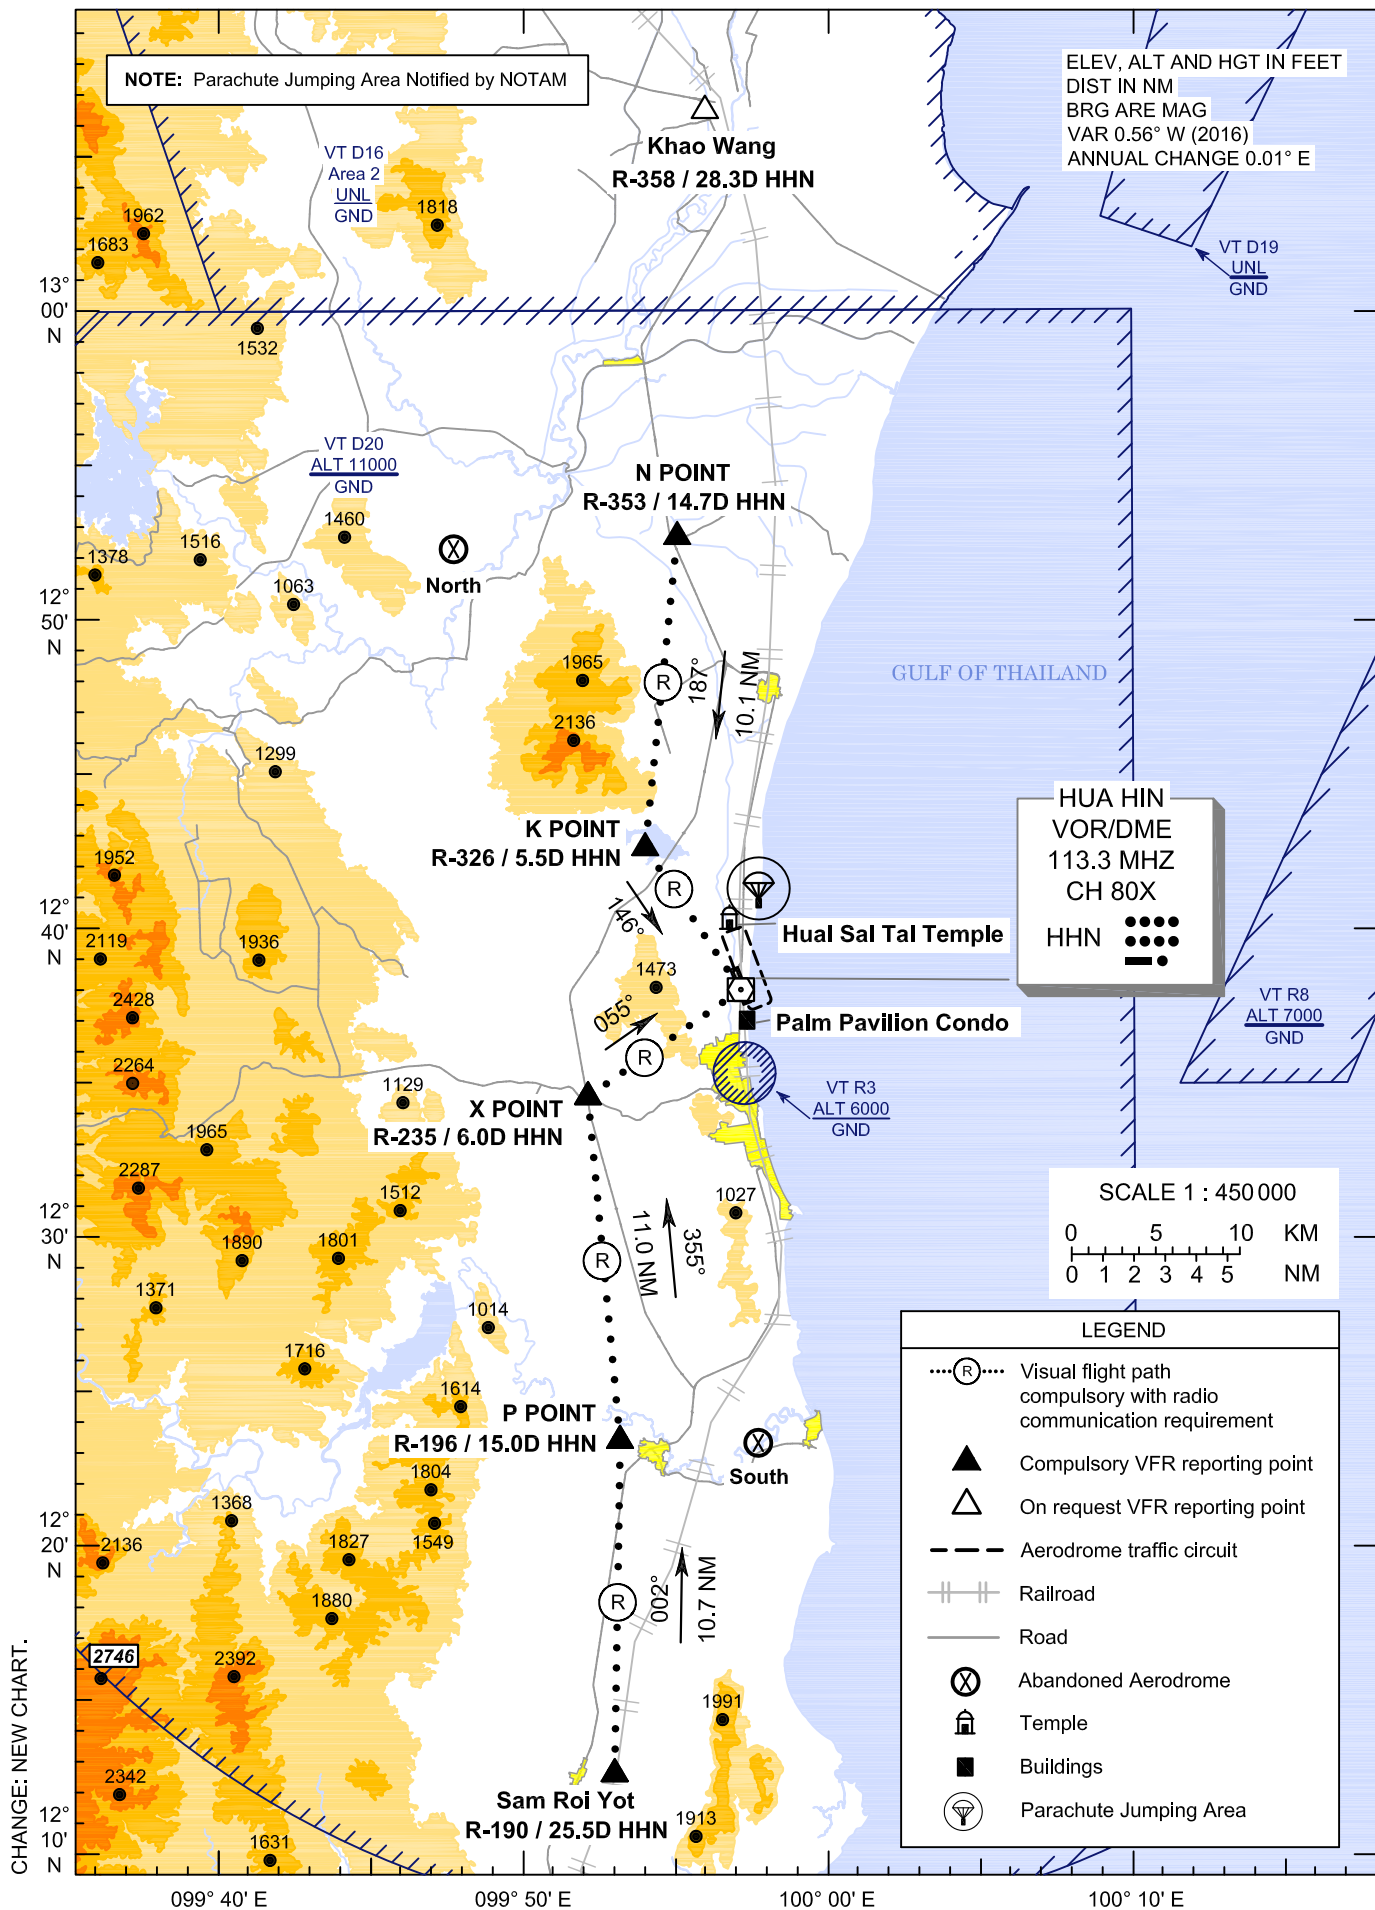 NOTE: Parachute Jumping Area Notified by NOTAM
ELEV, ALT AND HGT IN FEET
DIST IN NM
BRG ARE MAG
VAR 0.56° W (2016)
ANNUAL CHANGE 0.01° E
Khao Wang
R-358 / 28.3D HHN
VT D16
Area 2
UNL
GND
1818
1962
1683
VT D19
UNL
GND
13°
00'
N
1532
VT D20
ALT 11000
GND
N POINT
R-353 / 14.7D HHN
1460
1516
1378
1063
North
12°
50'
N
1965
R
187°
10.1 NM
GULF OF THAILAND
2136
1299
K POINT
R-326 / 5.5D HHN
HUA HIN
VOR/DME
113.3 MHZ
CH 80X
HHN
1952
R
146°
12°
40'
N
2119
1936
Hual Sal Tal Temple
1473
2428
055°
Palm Pavilion Condo
VT R8
ALT 7000
GND
2264
R
1129
VT R3
ALT 6000
GND
X POINT
R-235 / 6.0D HHN
1965
2287
1512
1027
SCALE 1 : 450 000
0 5 10 KM
0 1 2 3 4 5 NM
12°
30'
N
1890
1801
R
11.0 NM
355°
1371
1014
1716
1614
P POINT
R-196 / 15.0D HHN
South
1804
1368
1549
12°
20'
N
2136
1827
1880
R
002°
10.7 NM
2746
2392
1991
2342
Sam Roi Yot
R-190 / 25.5D HHN
1913
1631
12°
10'
N
LEGEND
R
Visual flight path
compulsory with radio
communication requirement
Compulsory VFR reporting point
On request VFR reporting point
Aerodrome traffic circuit
Railroad
Road
Abandoned Aerodrome
Temple
Buildings
Parachute Jumping Area
099° 40' E
099° 50' E
100° 00' E
100° 10' E
CHANGE: NEW CHART.